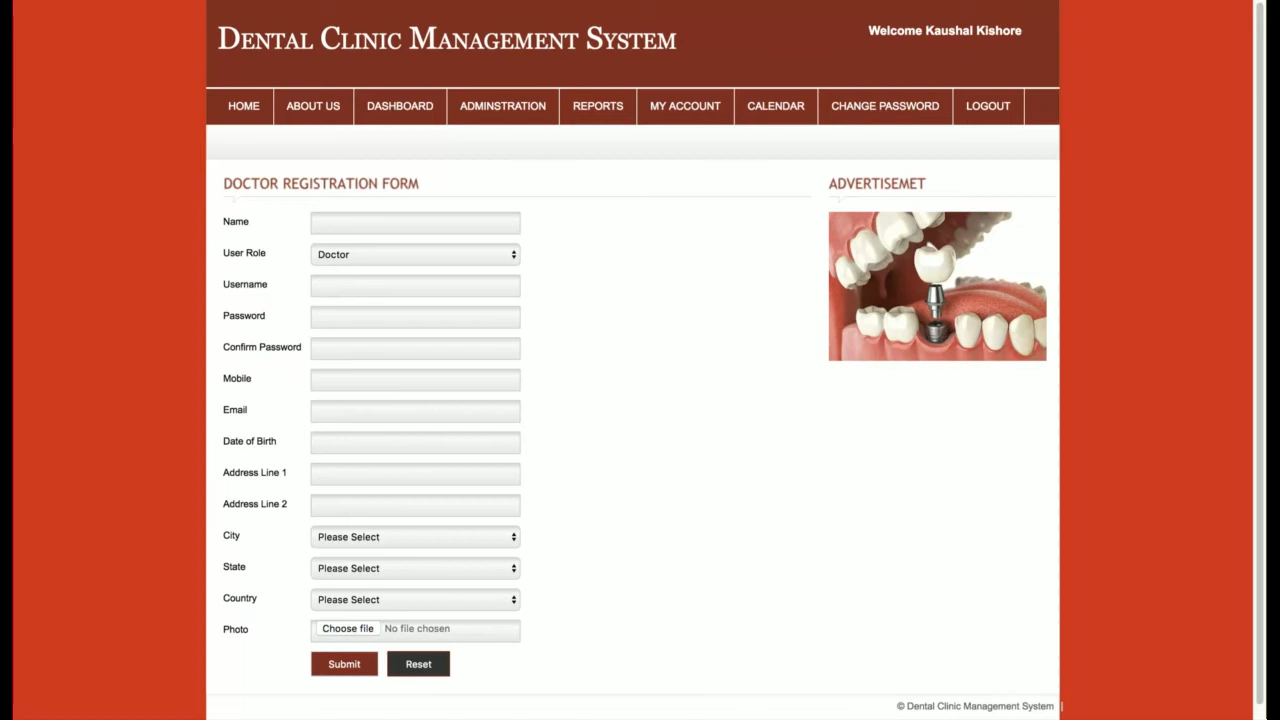 DENTAL CLINIC MANAGEMENT SYSTEM
Welcome Kaushal Kishore
HOME ABOUT US DASHBOARD ADMINSTRATION REPORTS MY ACCOUNT CALENDAR CHANGE PASSWORD LOGOUT
DOCTOR REGISTRATION FORM
ADVERTISEMET
Name
User Role Doctor
Username
Password
Confirm Password
Mobile
Email
Date of Birth
Address Line 1
Address Line 2
City Please Select
State Please Select
Country Please Select
Photo Choose file No file chosen
Submit Reset
© Dental Clinic Management System |